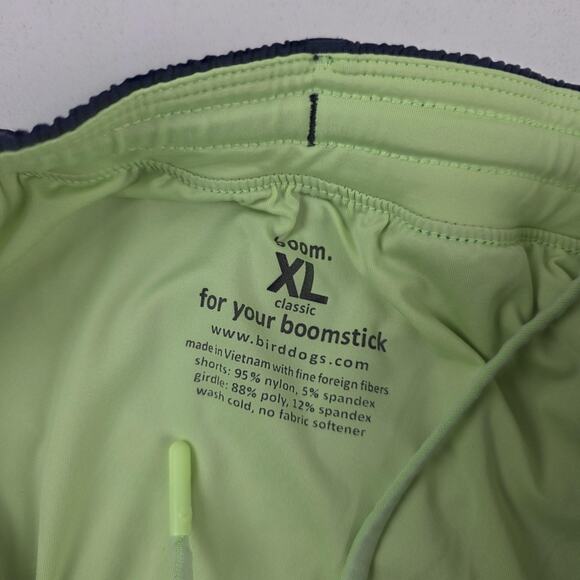 XL
classic
for your boomstick
www.birddogs.com
made in Vietnam with fine foreign fibers
shorts: 95% nylon, 5% spandex
girdle: 88% poly, 12% spandex
wash cold, no fabric softener